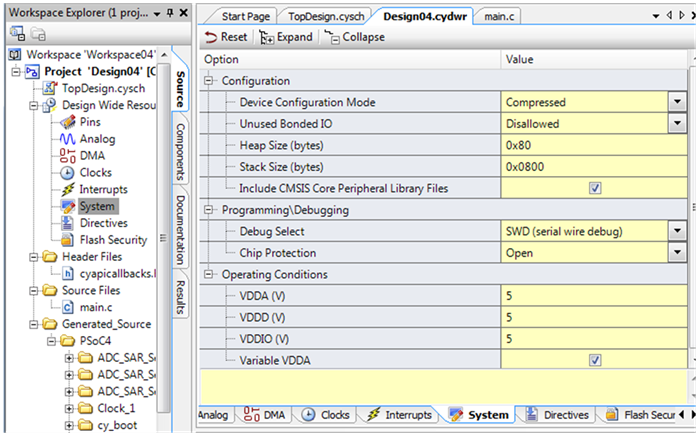 Workspace Explorer (1 proj...
Workspace 'Workspace04'
Project 'Design04' [C
TopDesign.cysch
Design Wide Resou
Pins
Analog
DMA
Clocks
Interrupts
System
Directives
Flash Security
Header Files
cyapicallbacks.l
Source Files
main.c
Generated_Source
PSoC4
ADC_SAR_Se
ADC_SAR_Se
ADC_SAR_Se
Clock_1
cy_boot
Source
Components
Documentation
Results
Start Page TopDesign.cysch Design04.cydwr main.c
Reset Expand Collapse
Option Value
Configuration
Device Configuration Mode Compressed
Unused Bonded IO Disallowed
Heap Size (bytes) 0x80
Stack Size (bytes) 0x0800
Include CMSIS Core Peripheral Library Files
Programming\Debugging
Debug Select SWD (serial wire debug)
Chip Protection Open
Operating Conditions
VDDA (V) 5
VDDD (V) 5
VDDIO (V) 5
Variable VDDA
Analog DMA Clocks Interrupts System Directives Flash Secur